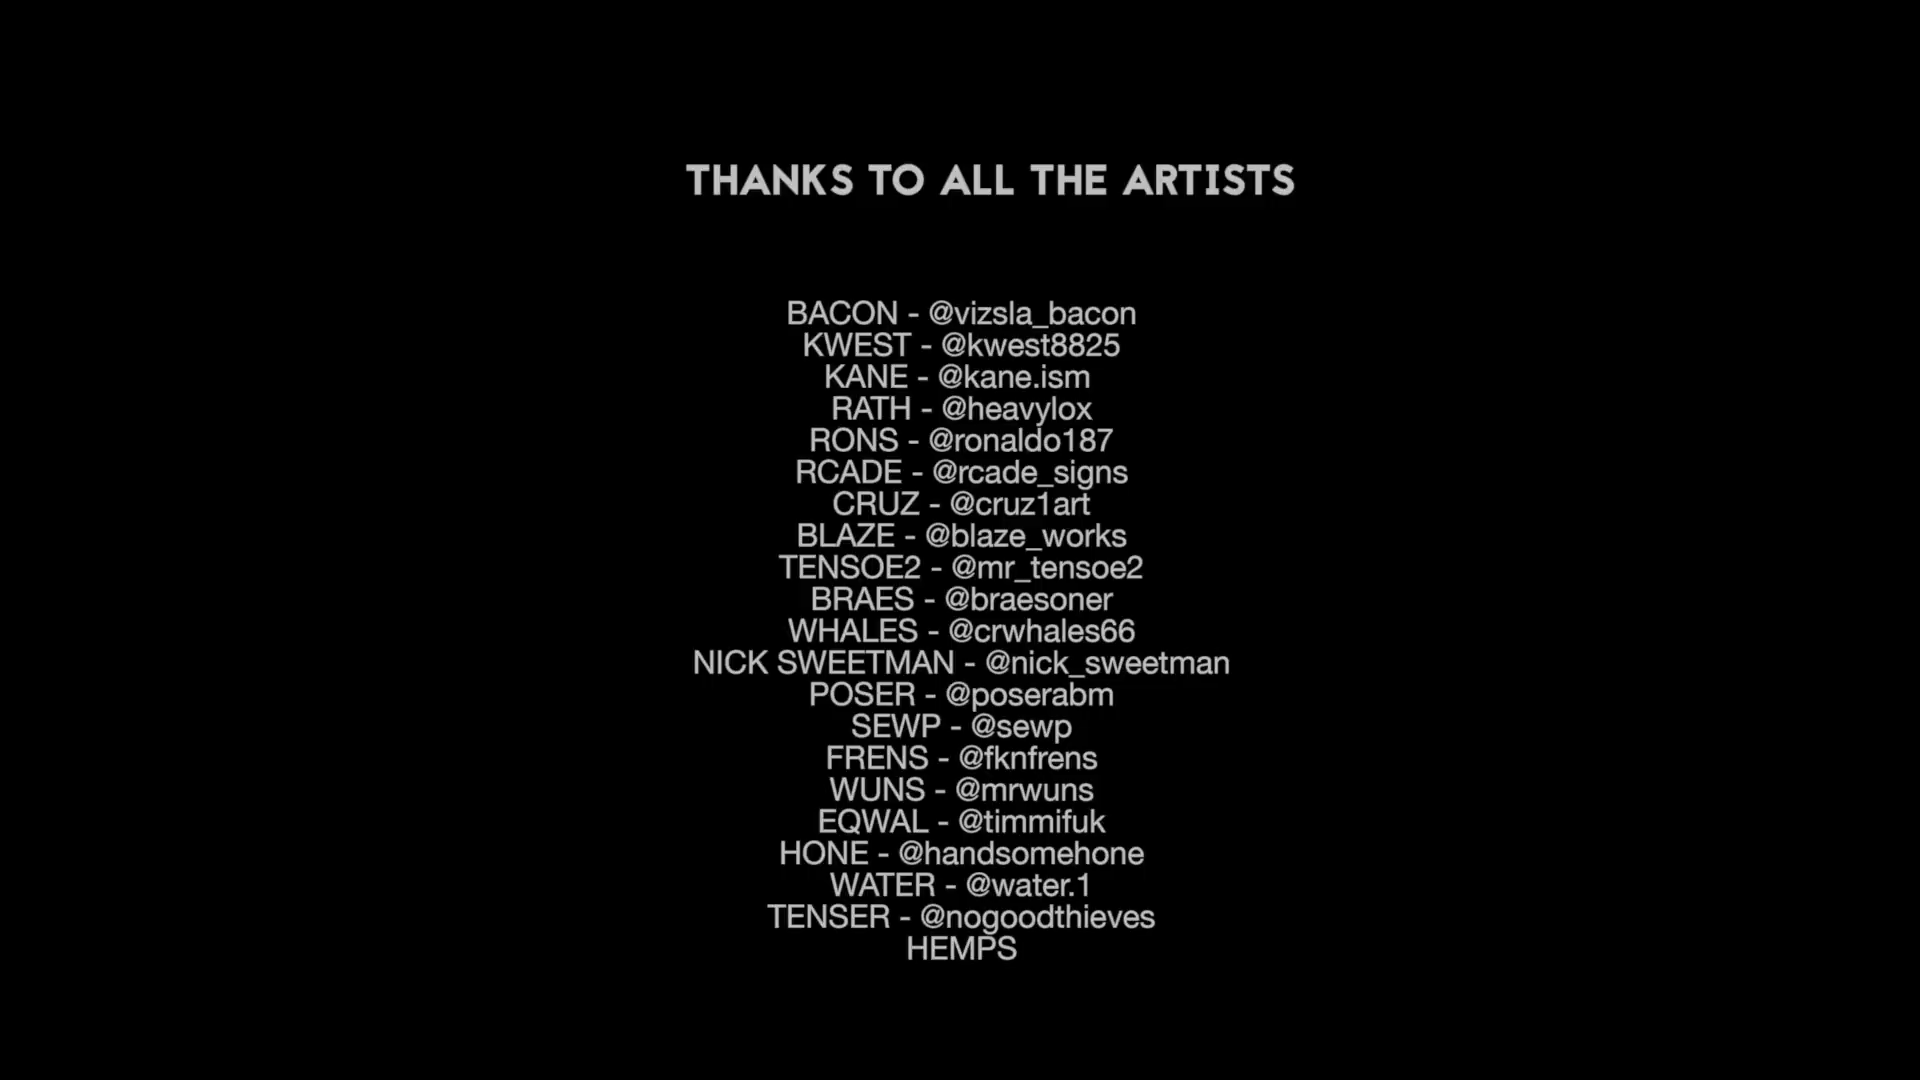 THANKS TO ALL THE ARTISTS
BACON - @vizsla_bacon
KWEST - @kwest8825
KANE - @kane.ism
RATH - @heavylox
RONS - @ronaldo187
RCADE - @rcade_signs
CRUZ - @cruz1art
BLAZE - @blaze_works
TENSOE2 - @mr_tensoe2
BRAES - @braesoner
WHALES - @crwhales66
NICK SWEETMAN - @nick_sweetman
POSER - @poserabm
SEWP - @sewp
FRENS - @fknfrens
WUNS - @mrwuns
EQWAL - @timmifuk
HONE - @handsomehone
WATER - @water.1
TENSER - @nogoodthieves
HEMPS